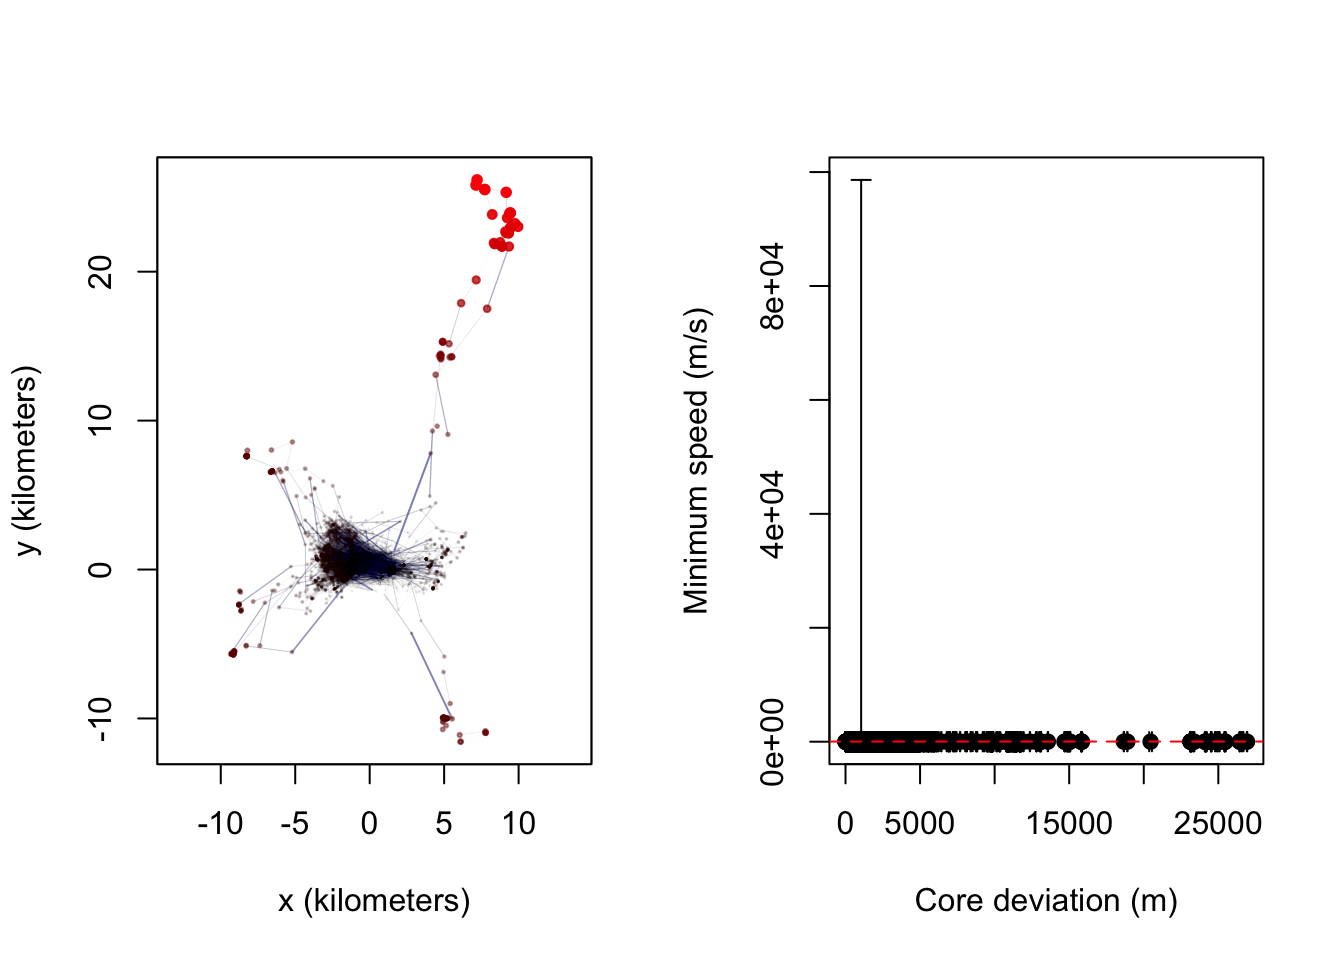 y (kilometers)
20
10
0
-10
-10 -5 0 5 10
x (kilometers)
Minimum speed (m/s)
8e+04
4e+04
0e+00
0 5000 15000 25000
Core deviation (m)